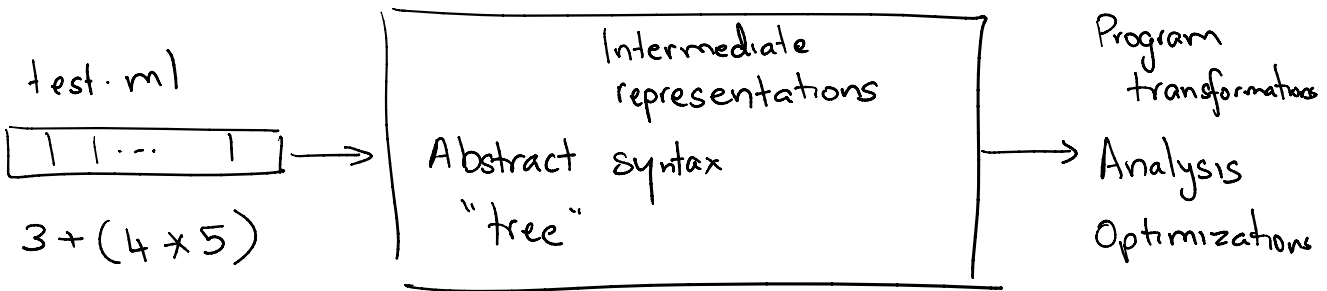 test.ml
3 + (4 * 5)
Intermediate
representations
Abstract syntax
"tree"
Program
transformations
Analysis
Optimizations